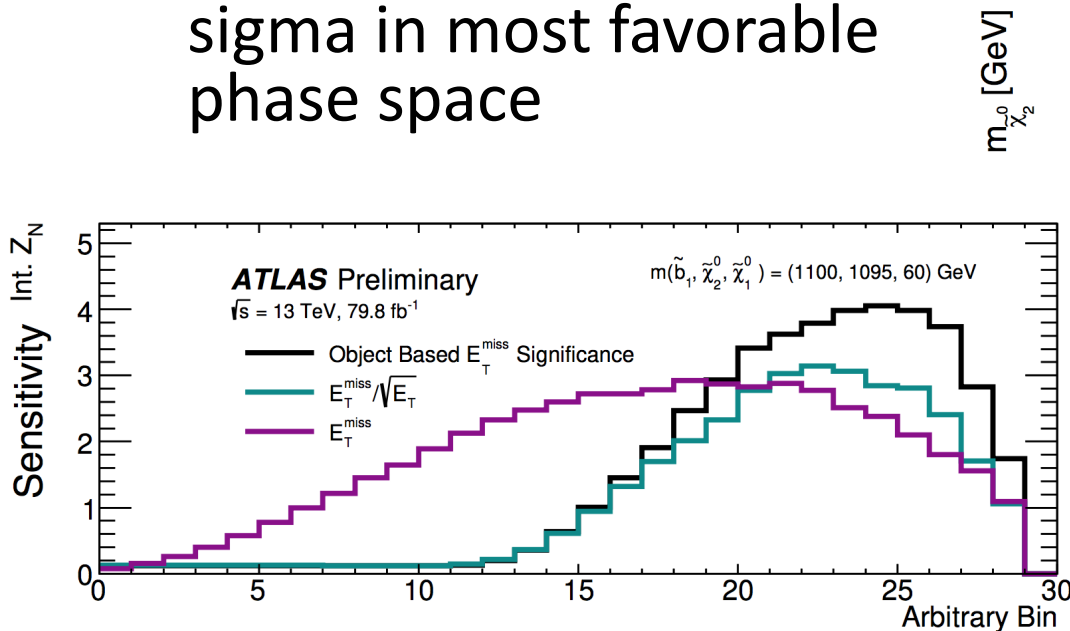 sigma in most favorable
phase space
m_χ̃₂⁰ [GeV]
Sensitivity Int. Z_N
5
4
3
2
1
0
ATLAS Preliminary
√s = 13 TeV, 79.8 fb⁻¹
m(b̃₁, χ̃₂⁰, χ̃₁⁰) = (1100, 1095, 60) GeV
Object Based E_T^miss Significance
E_T^miss/√E_T
E_T^miss
0 5 10 15 20 25 30
Arbitrary Bin